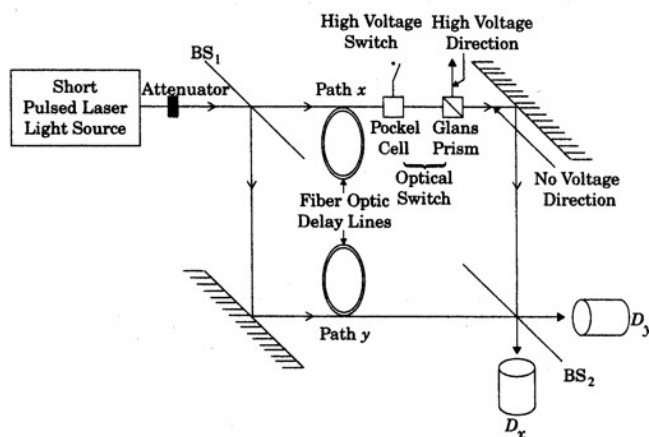 High Voltage
Switch
High Voltage
Direction
BS1
Short
Pulsed Laser
Light Source
Attenuator
Path x
Pockel
Cell
Glans
Prism
Optical
Switch
No Voltage
Direction
Fiber Optic
Delay Lines
Path y
Dy
BS2
Dx